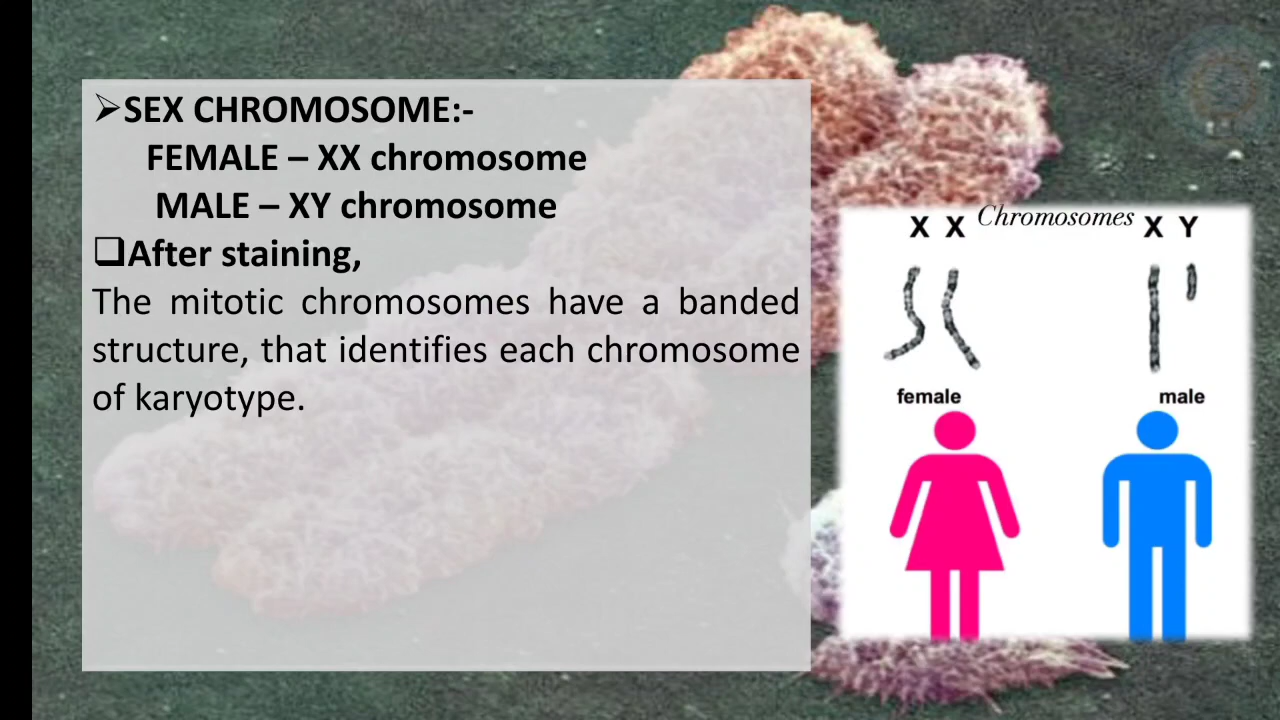 ➢SEX CHROMOSOME:-
FEMALE – XX chromosome
MALE – XY chromosome
❑After staining,
The mitotic chromosomes have a banded
structure, that identifies each chromosome
of karyotype.
X X Chromosomes X Y
female male